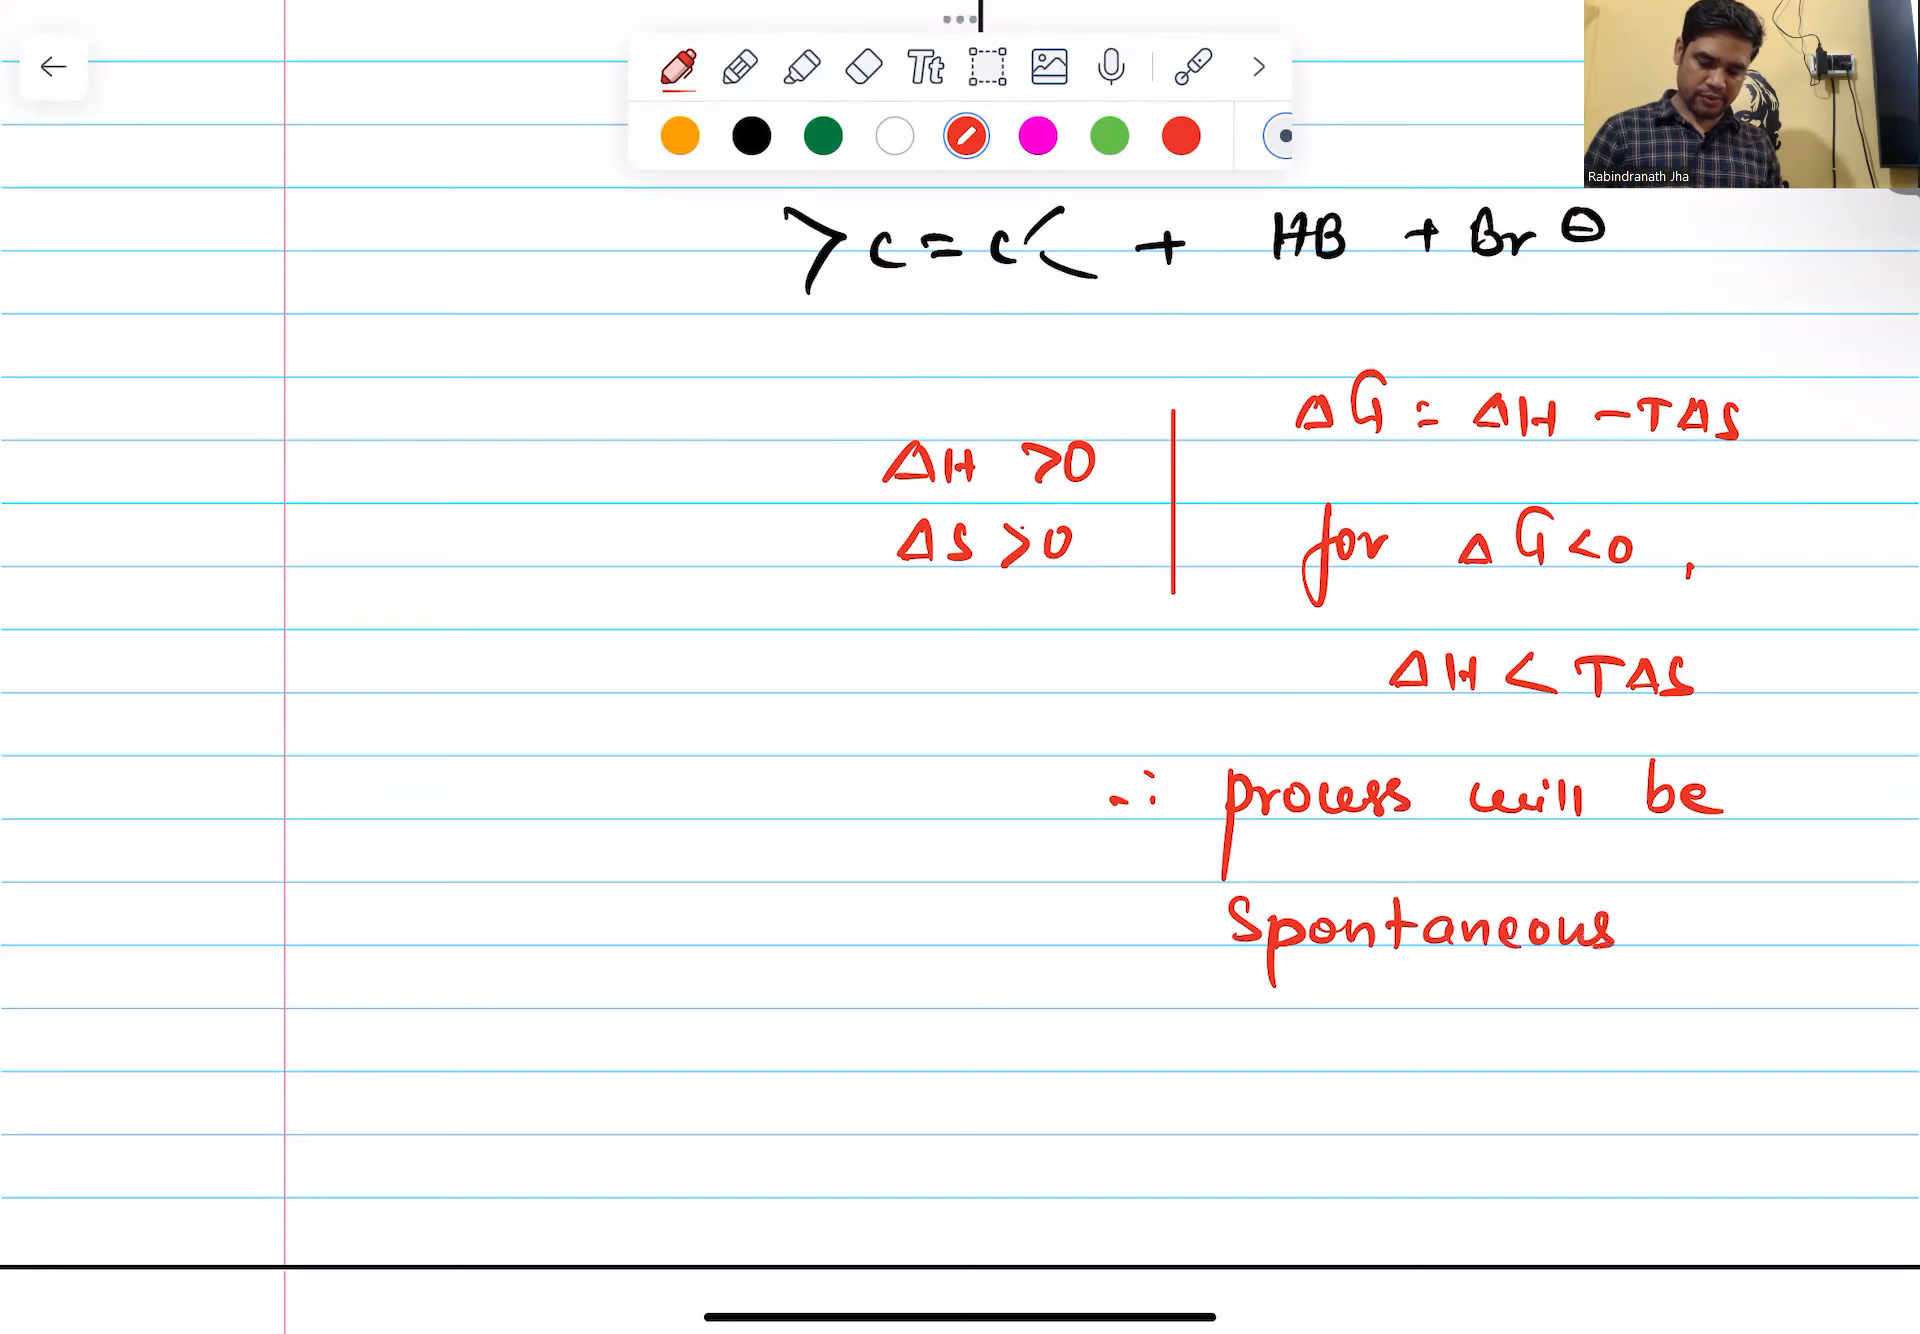 Tt
Rabindranath Jha
>C=C< + HB + Br⊖
ΔG = ΔH – TΔS
ΔH >0
ΔS >0
for ΔG<0 ,
ΔH < TΔS
∴ process will be
Spontaneous